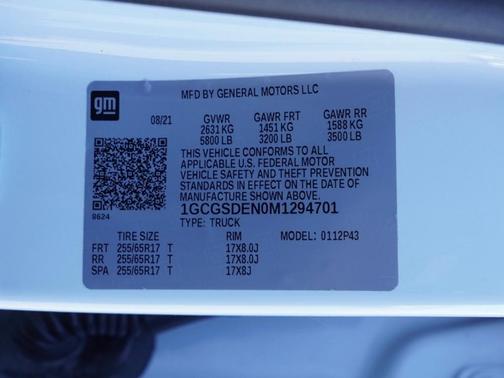 gm
MFD BY GENERAL MOTORS LLC
08/21 GVWR GAWR FRT GAWR RR
2631 KG 1451 KG 1588 KG
5800 LB 3200 LB 3500 LB
THIS VEHICLE CONFORMS TO ALL
APPLICABLE U.S. FEDERAL MOTOR
VEHICLE SAFETY AND THEFT PREVENTION
STANDARDS IN EFFECT ON THE DATE OF
MANUFACTURE SHOWN ABOVE.
8624 1GCGSDEN0M1294701
TYPE: TRUCK
TIRE SIZE RIM MODEL: 0112P43
FRT 255/65R17 T 17X8.0J
RR 255/65R17 T 17X8.0J
SPA 255/65R17 T 17X8J